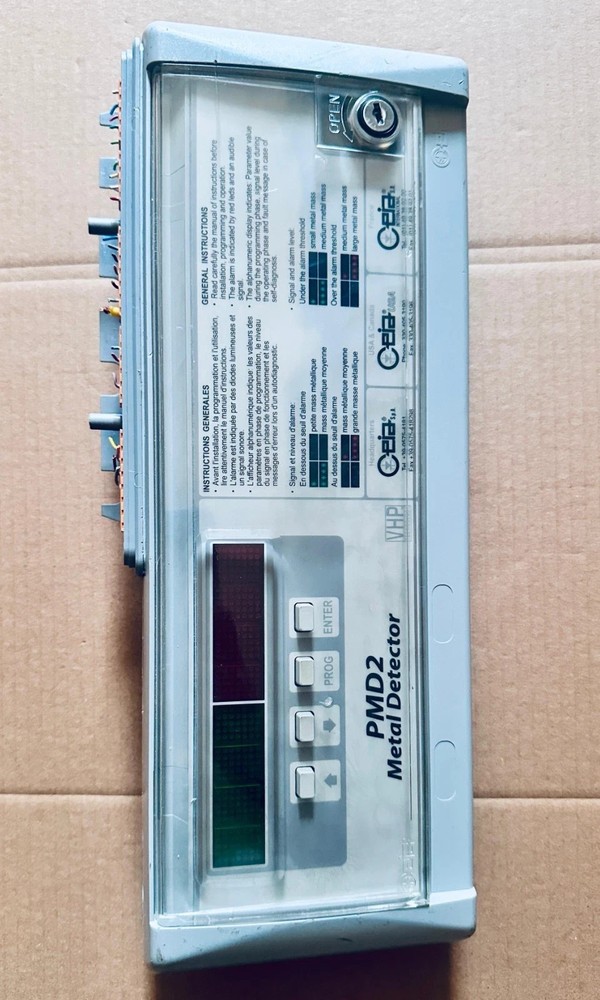 PMD2
Metal Detector
PROG
ENTER
VHP
INSTRUCTIONS GENERALES
• Avant l'installation, la programmation et l'utilisation,
lire attentivement le manuel d'instructions
• L'alarme est indiquée par des diodes lumineuses et
un signal sonore.
• L'afficheur alphanumérique indique: les valeurs des
paramètres en phase de programmation, le niveau
du signal en phase de fonctionnement et les
messages d'erreur lors d'un autodiagnostic.
• Signal et niveau d'alarme:
En dessous du seuil d'alarme
petite mass métallique
mass métallique moyenne
Au dessus du seuil d'alarme
mass métallique moyenne
grande masse métallique
GENERAL INSTRUCTIONS
• Read carefully the manual of instructions before
installation, programming and operation.
• The alarm is indicated by red leds and an audible
signal
• The alphanumeric display indicates: Parameter value
during the programming phase, signal level during
the operating phase and fault message in case of
self-diagnosis.
• Signal and alarm level:
Under the alarm threshold
small metal mass
medium metal mass
Over the alarm threshold
medium metal mass
large metal mass
Headquarters
ceia
USA & Canada
ceia USA
ceia
OPEN